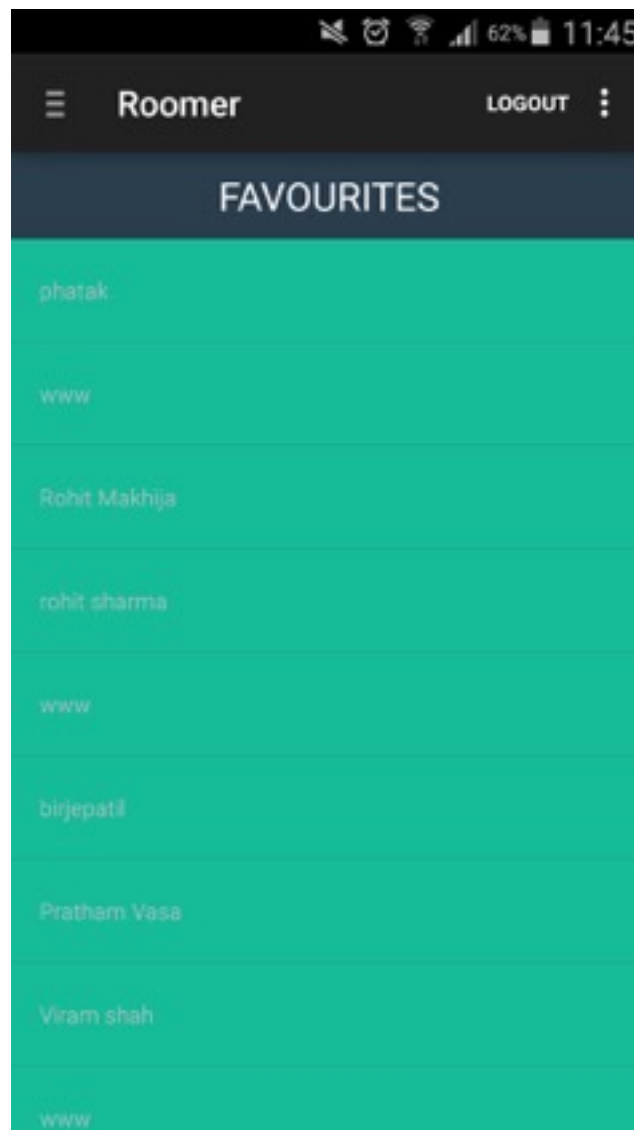 62% 11:45
Roomer LOGOUT
FAVOURITES
phatak
www
Rohit Makhija
rohit sharma
www
birjepatil
Pratham Vasa
Viram shah
www